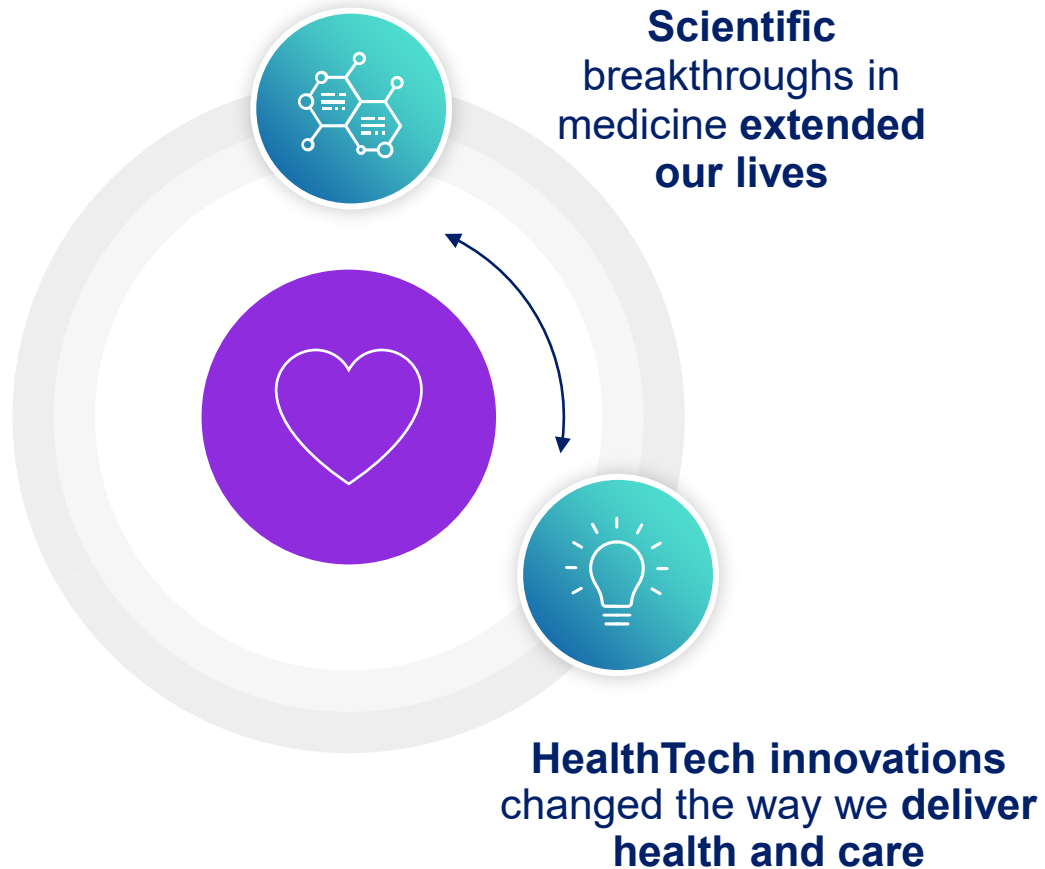 Scientific
breakthroughs in
medicine extended
our lives
HealthTech innovations
changed the way we deliver
health and care